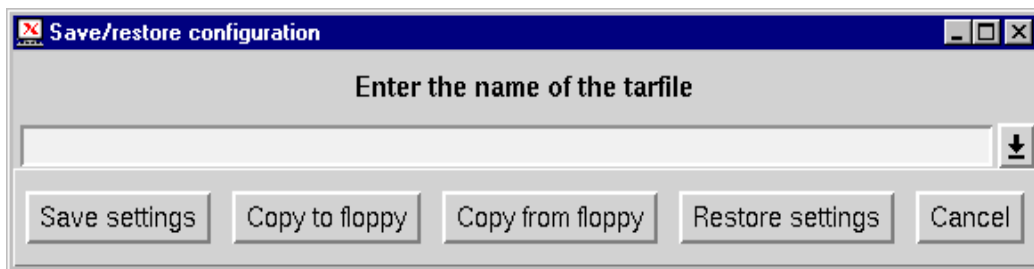 Save/restore configuration
Enter the name of the tarfile
Save settings Copy to floppy Copy from floppy Restore settings Cancel